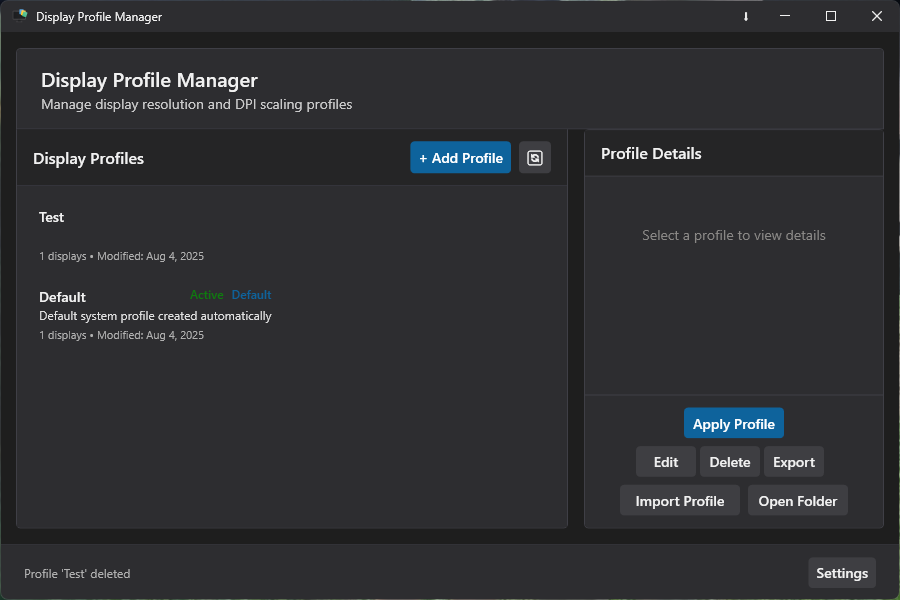 Display Profile Manager
Display Profile Manager
Manage display resolution and DPI scaling profiles
Display Profiles
+ Add Profile
Test
1 displays • Modified: Aug 4, 2025
Default Active Default
Default system profile created automatically
1 displays • Modified: Aug 4, 2025
Profile Details
Select a profile to view details
Apply Profile
Edit Delete Export
Import Profile Open Folder
Profile 'Test' deleted
Settings